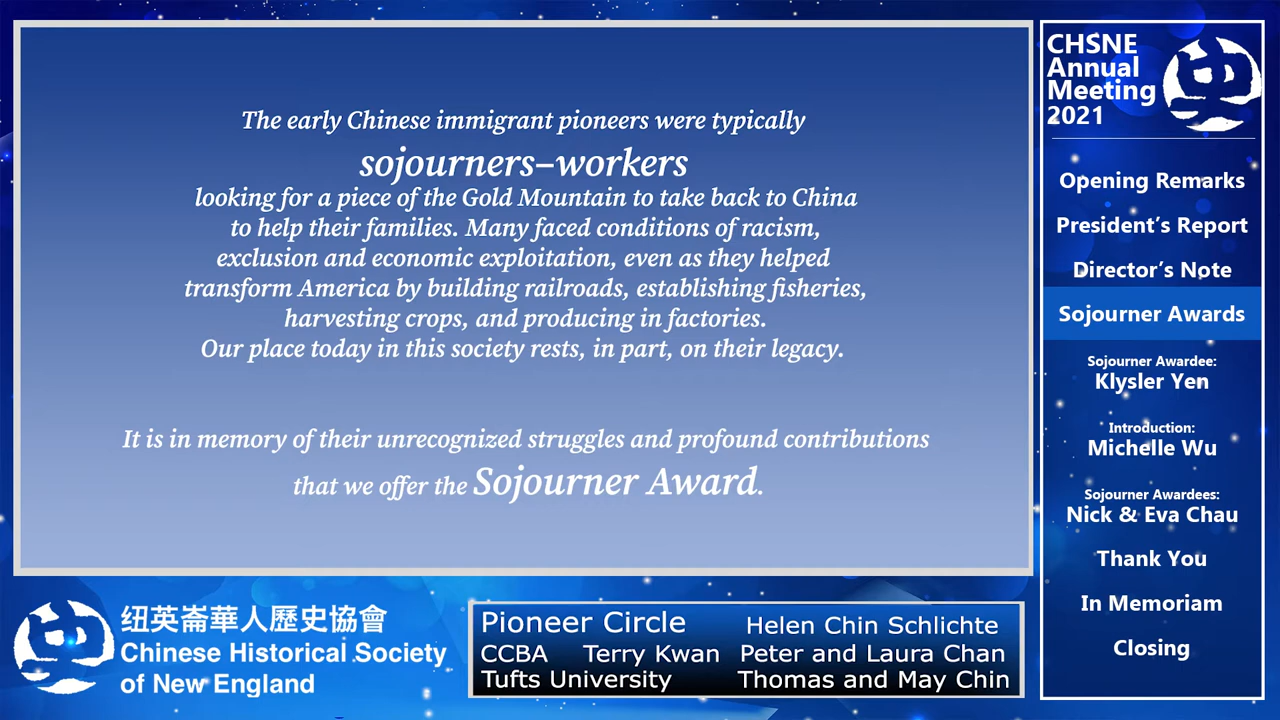 The early Chinese immigrant pioneers were typically
sojourners–workers
looking for a piece of the Gold Mountain to take back to China
to help their families. Many faced conditions of racism,
exclusion and economic exploitation, even as they helped
transform America by building railroads, establishing fisheries,
harvesting crops, and producing in factories.
Our place today in this society rests, in part, on their legacy.
It is in memory of their unrecognized struggles and profound contributions
that we offer the Sojourner Award.
CHSNE
Annual
Meeting
2021
Opening Remarks
President's Report
Director's Note
Sojourner Awards
Sojourner Awardee:
Klysler Yen
Introduction:
Michelle Wu
Sojourner Awardees:
Nick & Eva Chau
Thank You
In Memoriam
Closing
纽英崙華人歷史協會
Chinese Historical Society
of New England
Pioneer Circle
CCBA Terry Kwan
Tufts University
Helen Chin Schlichte
Peter and Laura Chan
Thomas and May Chin